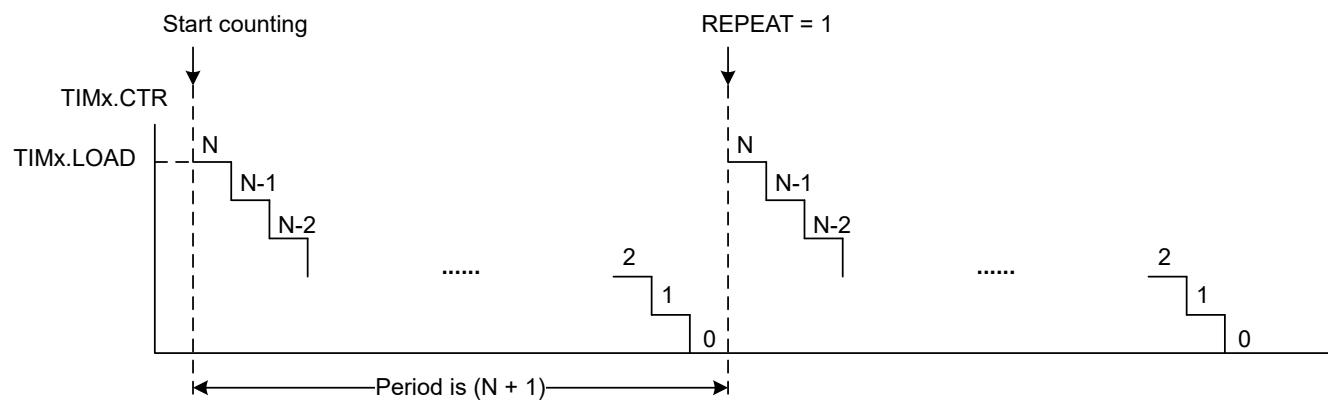 Start counting
REPEAT = 1
TIMx.CTR
TIMx.LOAD
N
N-1
N-2
......
2
1
0
N
N-1
N-2
......
2
1
0
Period is (N + 1)